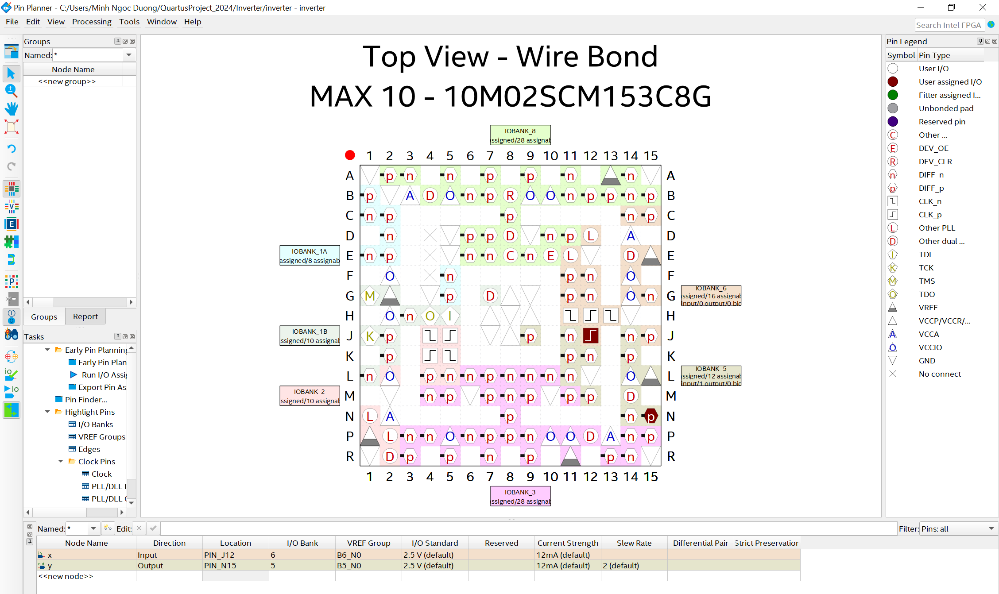 Pin Planner - C:/Users/Minh Ngoc Duong/QuartusProject_2024/Inverter/inverter - inverter
File Edit View Processing Tools Window Help
Search Intel FPGA
Groups
Named: *
Node Name
<<new group>>
Groups Report
Tasks
Early Pin Planning
Early Pin Plan
Run I/O Assi
Export Pin As
Pin Finder...
Highlight Pins
I/O Banks
VREF Groups
Edges
Clock Pins
Clock
PLL/DLL I
PLL/DLL
Top View - Wire Bond
MAX 10 - 10M02SCM153C8G
IOBANK_8
ssigned/28 assignab
1 2 3 4 5 6 7 8 9 10 11 12 13 14 15
A p n n p p n n A
B p A D O n p R O O n p p n p B
C n p p n p C
D n p p D n p L A D
E n p n n C n E L D E
F O n p n O F
G M p D p n O n G
H O n O I H
J K p p n n p J
K p p n p K
L n O p n n p n n n n O L
M n p p n p p p D M
N L A p n p N
P L n n O n p p n O O D A n p P
R D p p n p p n R
1 2 3 4 5 6 7 8 9 10 11 12 13 14 15
IOBANK_1A
assigned/8 assignab
IOBANK_1B
ssigned/10 assignab
IOBANK_2
ssigned/10 assignab
IOBANK_6
ssigned/16 assignab
input/0 output/0 bid
IOBANK_5
ssigned/12 assignab
input/1 output/0 bid
IOBANK_3
ssigned/28 assignab
Pin Legend
Symbol Pin Type
User I/O
User assigned I/O
Fitter assigned I...
Unbonded pad
Reserved pin
C Other ...
E DEV_OE
R DEV_CLR
n DIFF_n
p DIFF_p
CLK_n
CLK_p
L Other PLL
D Other dual ...
I TDI
K TCK
M TMS
O TDO
VREF
VCCP/VCCR/...
A VCCA
O VCCIO
GND
No connect
Named: * Edit: Filter: Pins: all
Node Name Direction Location I/O Bank VREF Group I/O Standard Reserved Current Strength Slew Rate Differential Pair Strict Preservation
in x Input PIN_J12 6 B6_N0 2.5 V (default) 12mA (default)
out y Output PIN_N15 5 B5_N0 2.5 V (default) 12mA (default) 2 (default)
<<new node>>